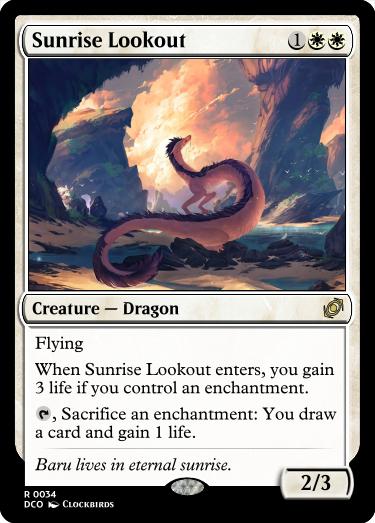 Sunrise Lookout 1
Creature — Dragon
Flying
When Sunrise Lookout enters, you gain
3 life if you control an enchantment.
, Sacrifice an enchantment: You draw
a card and gain 1 life.
Baru lives in eternal sunrise.
2/3
R 0034
DCO Clockbirds